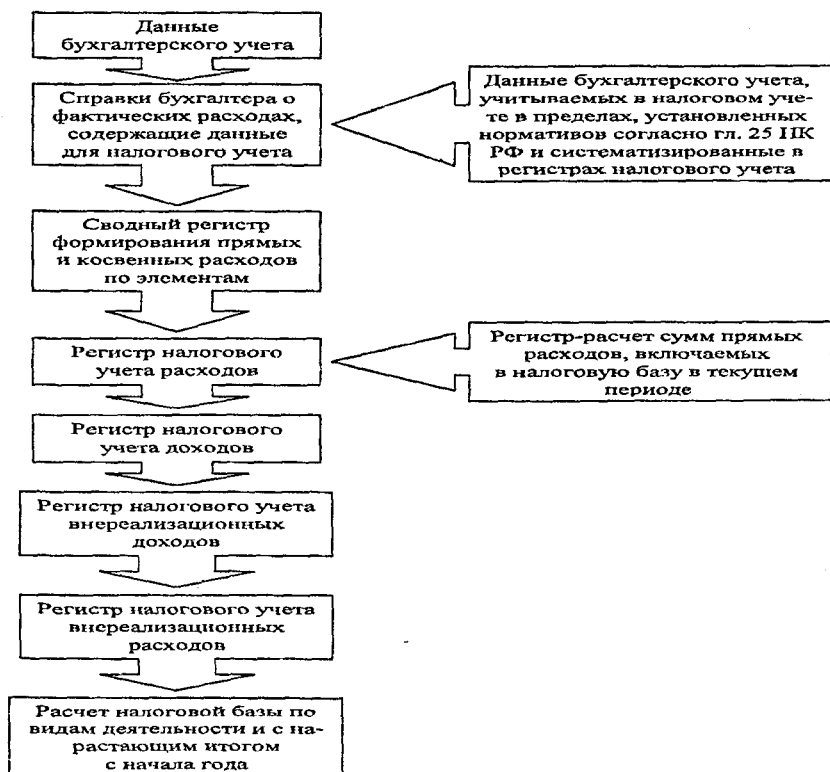 Данные
бухгалтерского учета
Справки бухгалтера о
фактических расходах,
содержащие данные
для налогового учета
Данные бухгалтерского учета,
учитываемых в налоговом уче-
те в пределах, установленных
нормативов согласно гл. 25 НК
РФ и систематизированные в
регистрах налогового учета
Сводный регистр
формирования прямых
и косвенных расходов
по элементам
Регистр налогового
учета расходов
Регистр-расчет сумм прямых
расходов, включаемых
в налоговую базу в текущем
периоде
Регистр налогового
учета доходов
Регистр налогового учета
внереализационных
доходов
Регистр налогового учета
внереализационных
расходов
Расчет налоговой базы по
видам деятельности и с на-
растающим итогом
с начала года